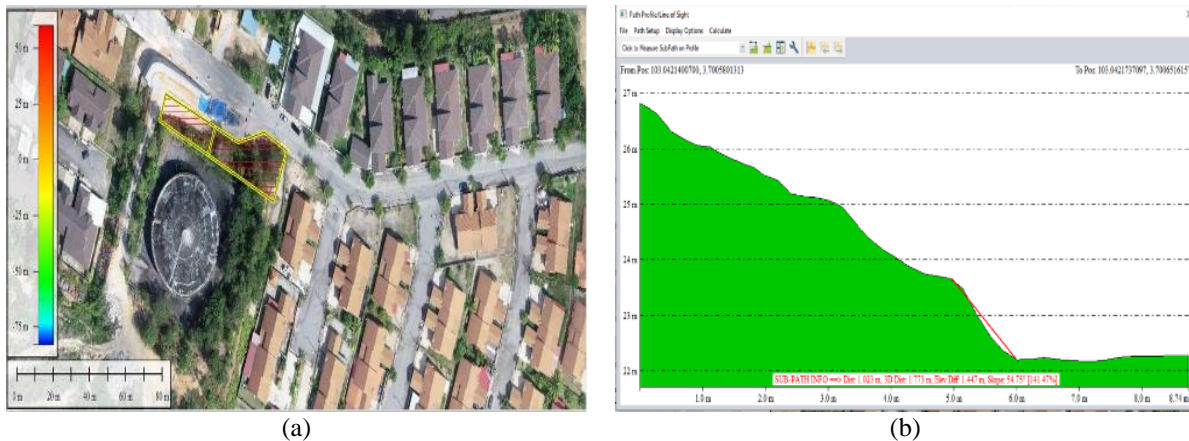 50 m
25 m
0 m
-25 m
-50 m
-75 m
0 m 20 m 40 m 60 m 80 m
(a)
Path Profile/Line of Sight
File Path Setup Display Options Calculate
Click to Measure SubPath on Profile
From Pos: 103.0421400700, 3.7005801313
To Pos: 103.0421737097, 3.7006516157
27 m
26 m
25 m
24 m
23 m
22 m
SUB-PATH INFO ==> Dist: 1.023 m, 3D Dist: 1.773 m, Elev Diff: 1.447 m, Slope: 54.75° [141.47%]
1.0 m 2.0 m 3.0 m 4.0 m 5.0 m 6.0 m 7.0 m 8.0 m 8.74 m
(b)